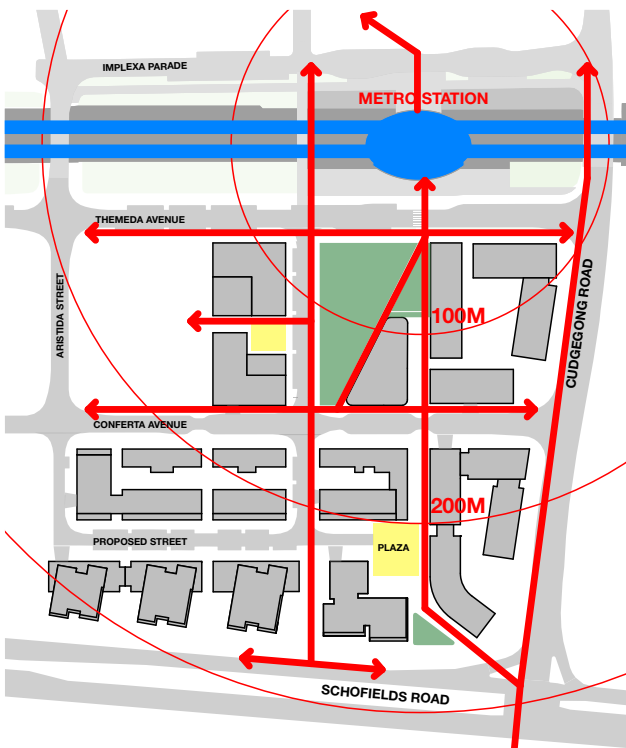 IMPLEXA PARADE
METRO STATION
THEMEDA AVENUE
ARISTIDA STREET
CUDGEGONG ROAD
100M
CONFERTA AVENUE
200M
PROPOSED STREET
PLAZA
SCHOFIELDS ROAD